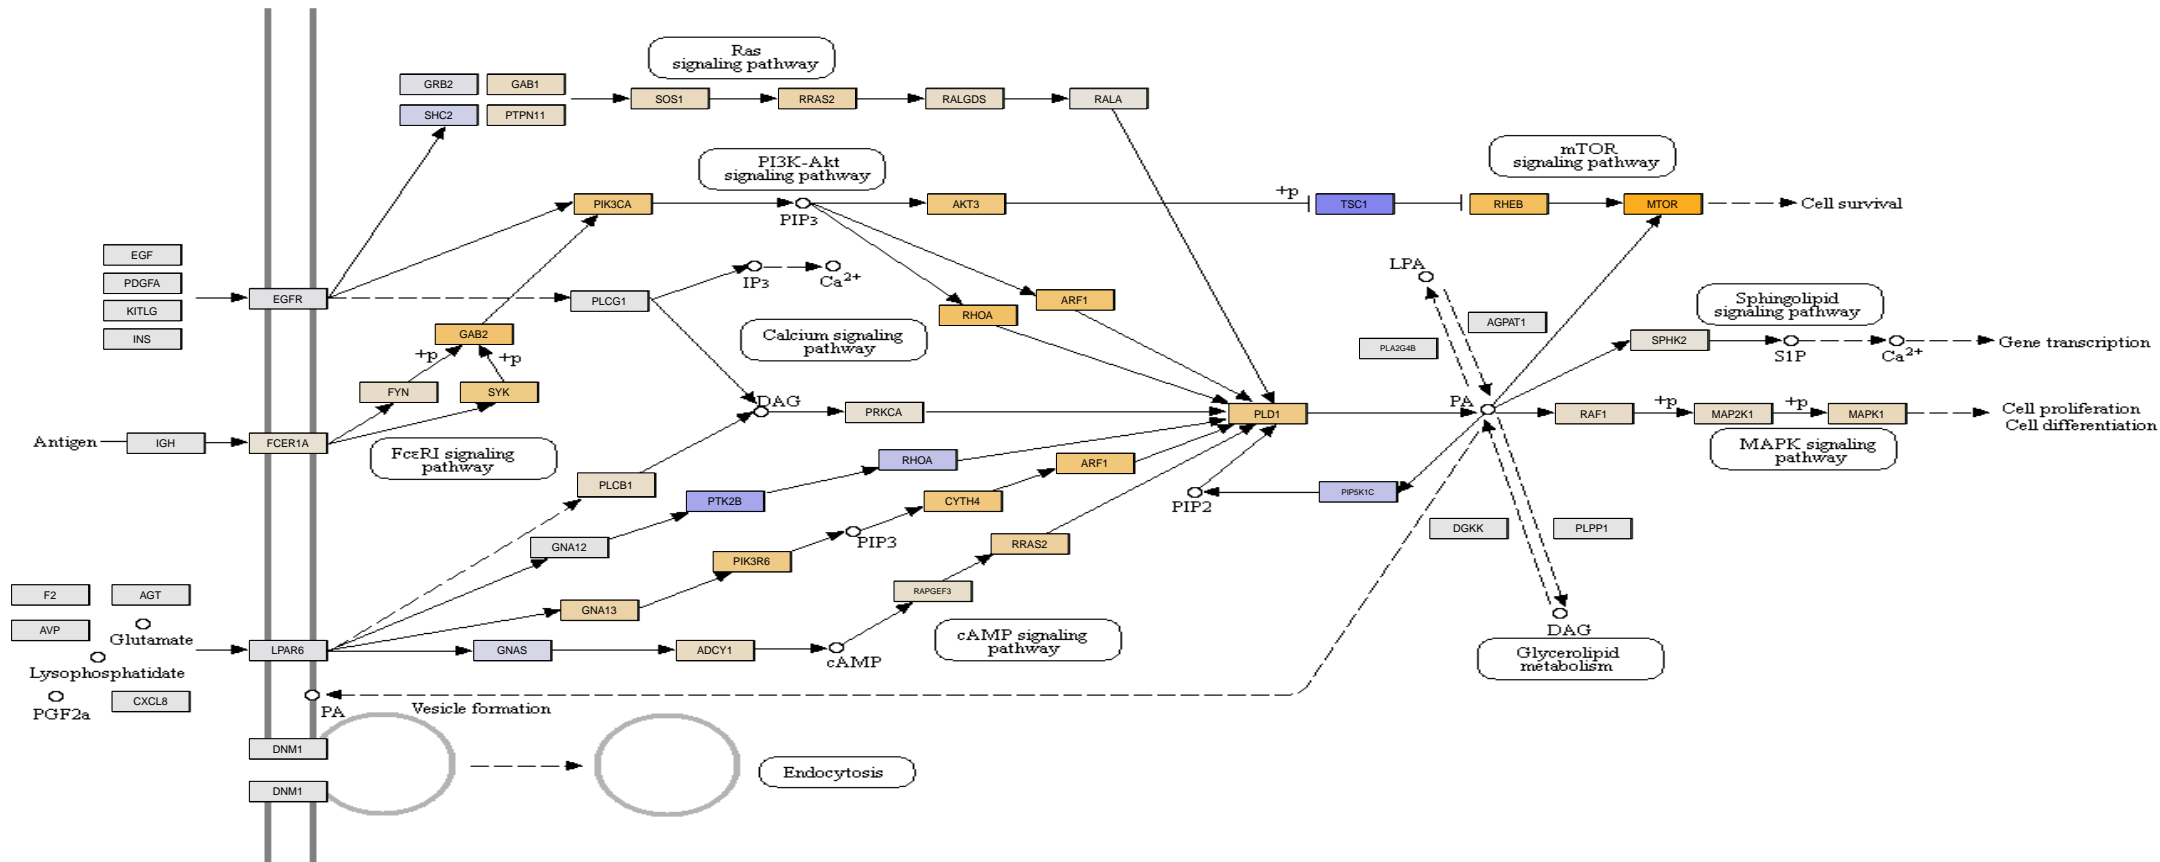 Ras
signaling pathway
GRB2
GAB1
SHC2
PTPN11
SOS1
RRAS2
RALGDS
RALA
PI3K-Akt
signaling pathway
mTOR
signaling pathway
PIK3CA
PIP3
AKT3
+p
TSC1
RHEB
MTOR
Cell survival
EGF
PDGFA
KITLG
INS
EGFR
PLCG1
IP3
Ca2+
RHOA
ARF1
LPA
AGPAT1
PLA2G4B
Sphingolipid
signaling pathway
SPHK2
S1P
Ca2+
Gene transcription
GAB2
+p
+p
Calcium signaling
pathway
FYN
SYK
DAG
PRKCA
PLD1
PA
RAF1
+p
MAP2K1
+p
MAPK1
Cell proliferation
Cell differentiation
Antigen
IGH
FCER1A
FcεRI signaling
pathway
MAPK signaling
pathway
PLCB1
PTK2B
RHOA
ARF1
CYTH4
PIP2
PIP5K1C
GNA12
PIK3R6
PIP3
RRAS2
DGKK
PLPP1
F2
AGT
AVP
Glutamate
Lysophosphatidate
PGF2a
CXCL8
LPAR6
GNA13
GNAS
ADCY1
cAMP
RAPGEF3
cAMP signaling
pathway
DAG
Glycerolipid
metabolism
PA
Vesicle formation
DNM1
DNM1
Endocytosis